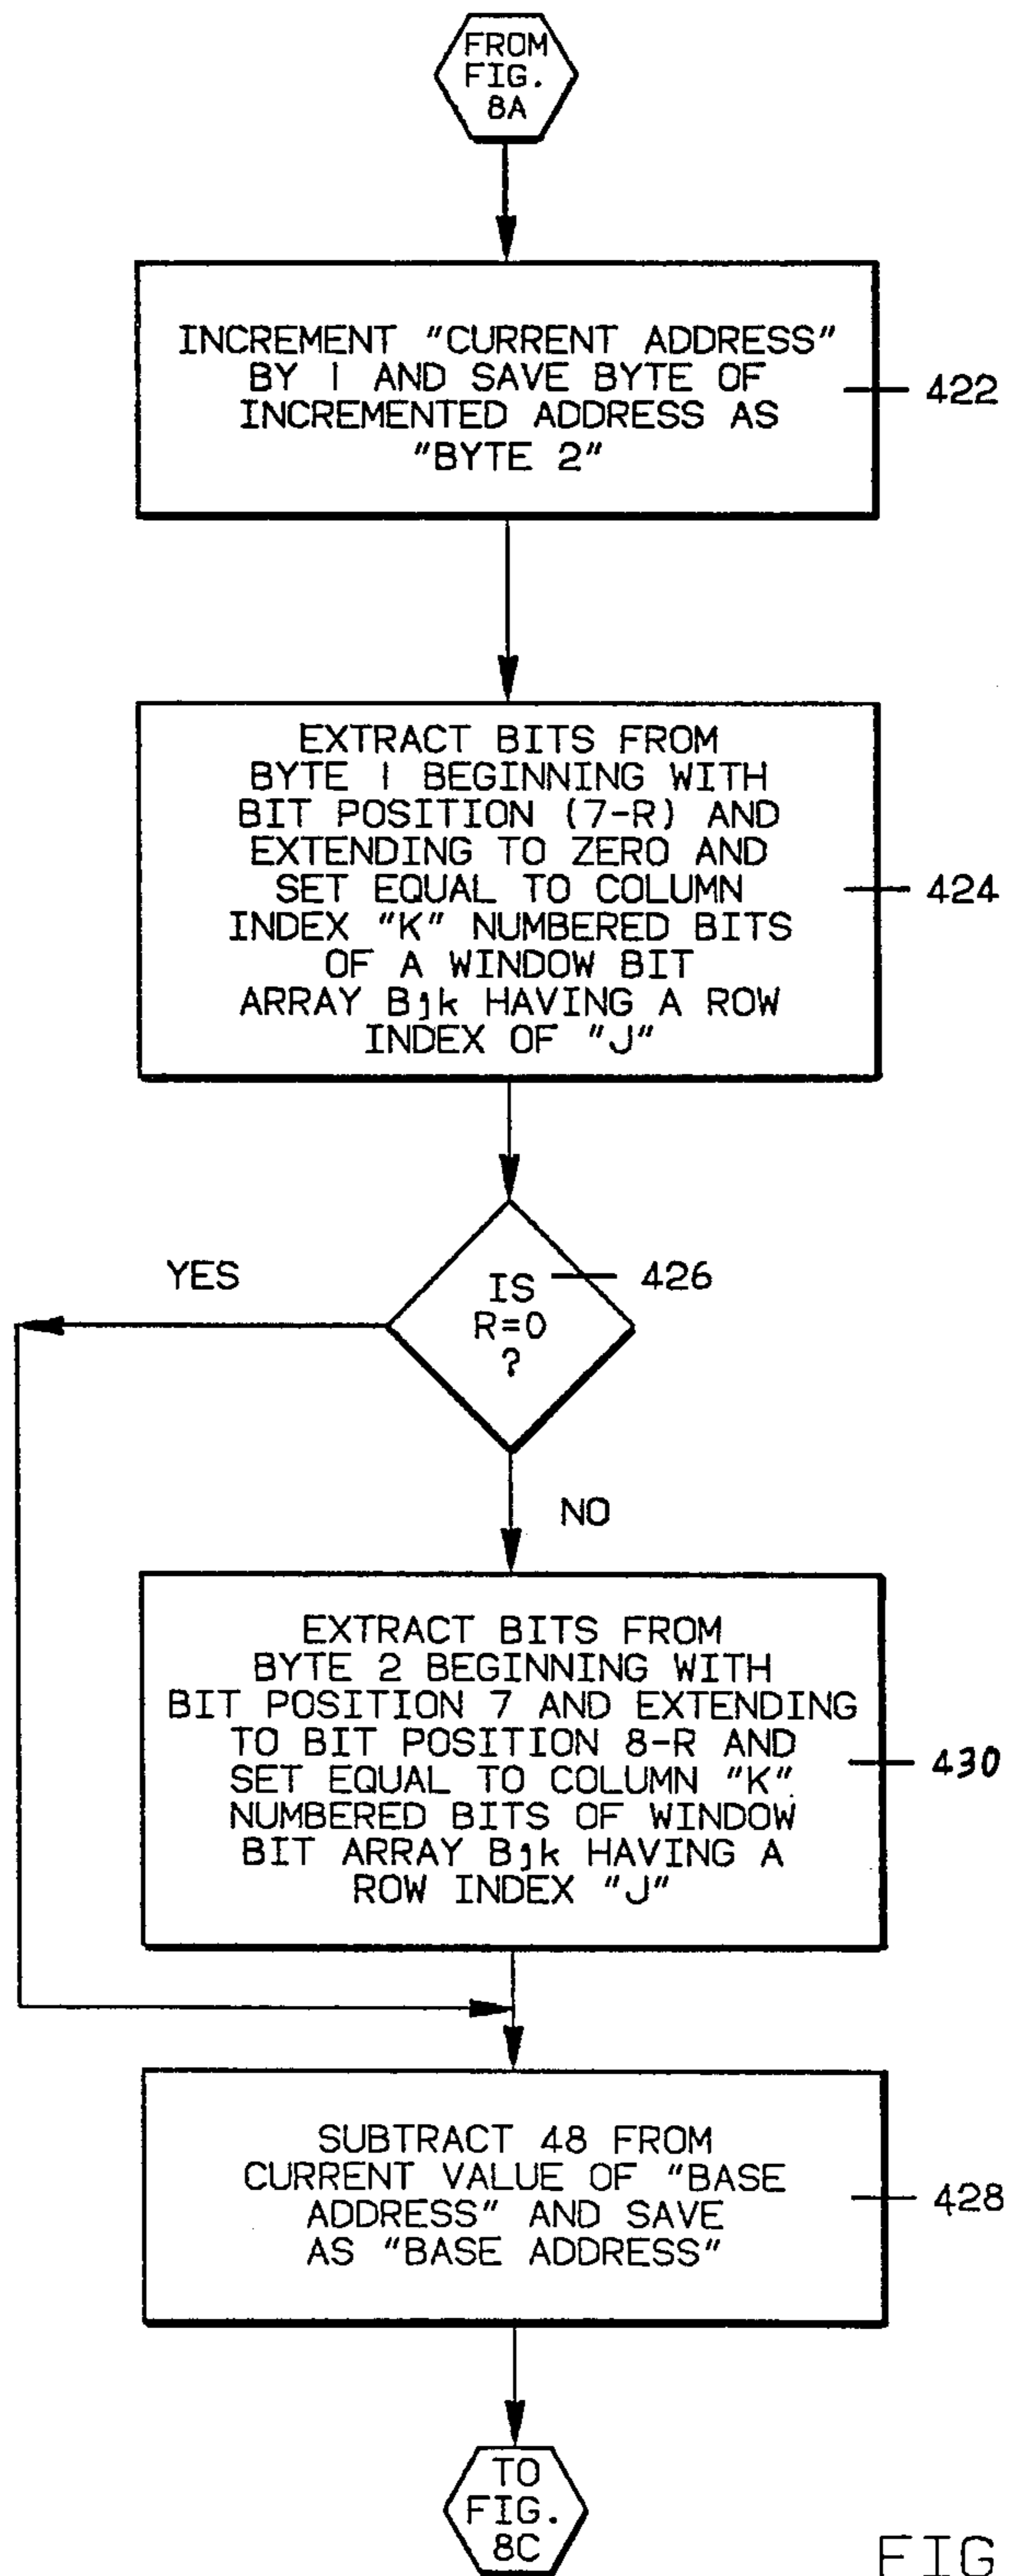 FROM
FIG.
8A
INCREMENT "CURRENT ADDRESS"
BY 1 AND SAVE BYTE OF
INCREMENTED ADDRESS AS
"BYTE 2"
422
EXTRACT BITS FROM
BYTE 1 BEGINNING WITH
BIT POSITION (7-R) AND
EXTENDING TO ZERO AND
SET EQUAL TO COLUMN
INDEX "K" NUMBERED BITS
OF A WINDOW BIT
ARRAY Bjk HAVING A ROW
INDEX OF "J"
424
YES
IS
R=0
?
426
NO
EXTRACT BITS FROM
BYTE 2 BEGINNING WITH
BIT POSITION 7 AND EXTENDING
TO BIT POSITION 8-R AND
SET EQUAL TO COLUMN "K"
NUMBERED BITS OF WINDOW
BIT ARRAY Bjk HAVING A
ROW INDEX "J"
430
SUBTRACT 48 FROM
CURRENT VALUE OF "BASE
ADDRESS" AND SAVE
AS "BASE ADDRESS"
428
TO
FIG.
8C
FIG